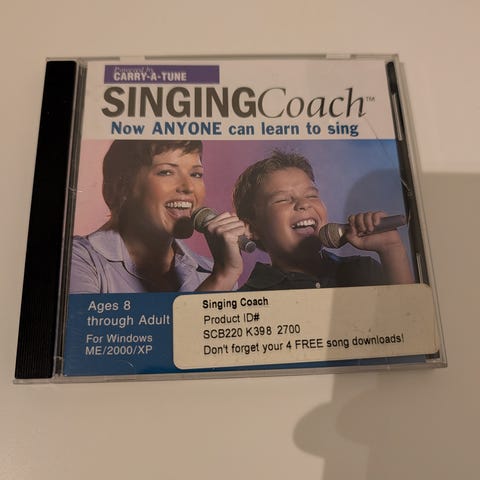 Powered by
CARRY-A-TUNE
SINGINGCoach™
Now ANYONE can learn to sing
Ages 8
through Adult
For Windows
ME/2000/XP
Singing Coach
Product ID#
SCB220 K398 2700
Don't forget your 4 FREE song downloads!